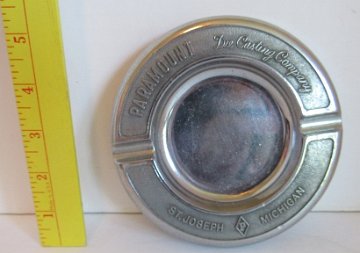 PARAMOUNT Die Casting Company
ST. JOSEPH MICHIGAN
5
4
3
2
1